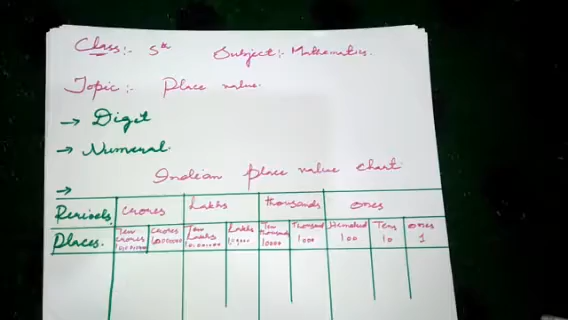 Class:- 5th Subject:- Mathematics.
Topic:- Place value.
→ Digit
→ Numeral
→ Indian place value chart
Periods. crores Lakhs thousands ones
Places. Ten crores crores Ten Lakhs Lakhs Ten thousands Thousand Hundred 100 Tens 10 ones 1
10000 1000